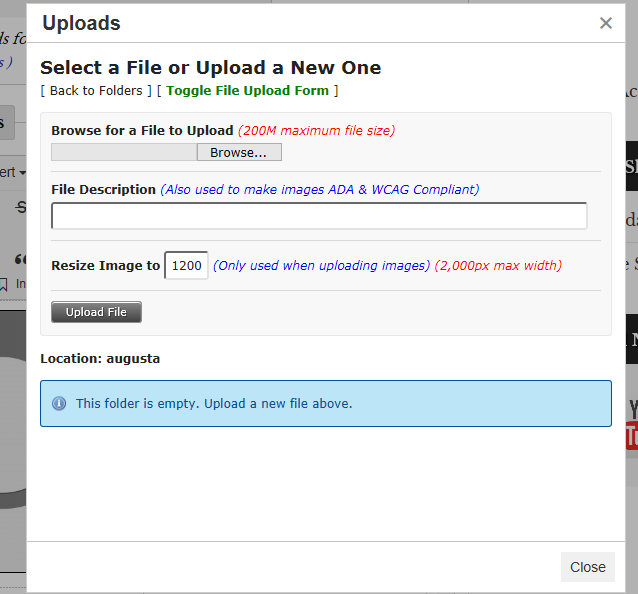 Uploads ×
Select a File or Upload a New One
[ Back to Folders ] [ Toggle File Upload Form ]
Browse for a File to Upload (200M maximum file size)
Browse...
File Description (Also used to make images ADA & WCAG Compliant)
Resize Image to 1200 (Only used when uploading images) (2,000px max width)
Upload File
Location: augusta
This folder is empty. Upload a new file above.
Close